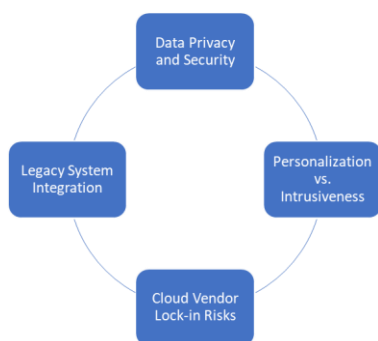 Data Privacy
and Security
Legacy System
Integration
Personalization
vs.
Intrusiveness
Cloud Vendor
Lock-in Risks